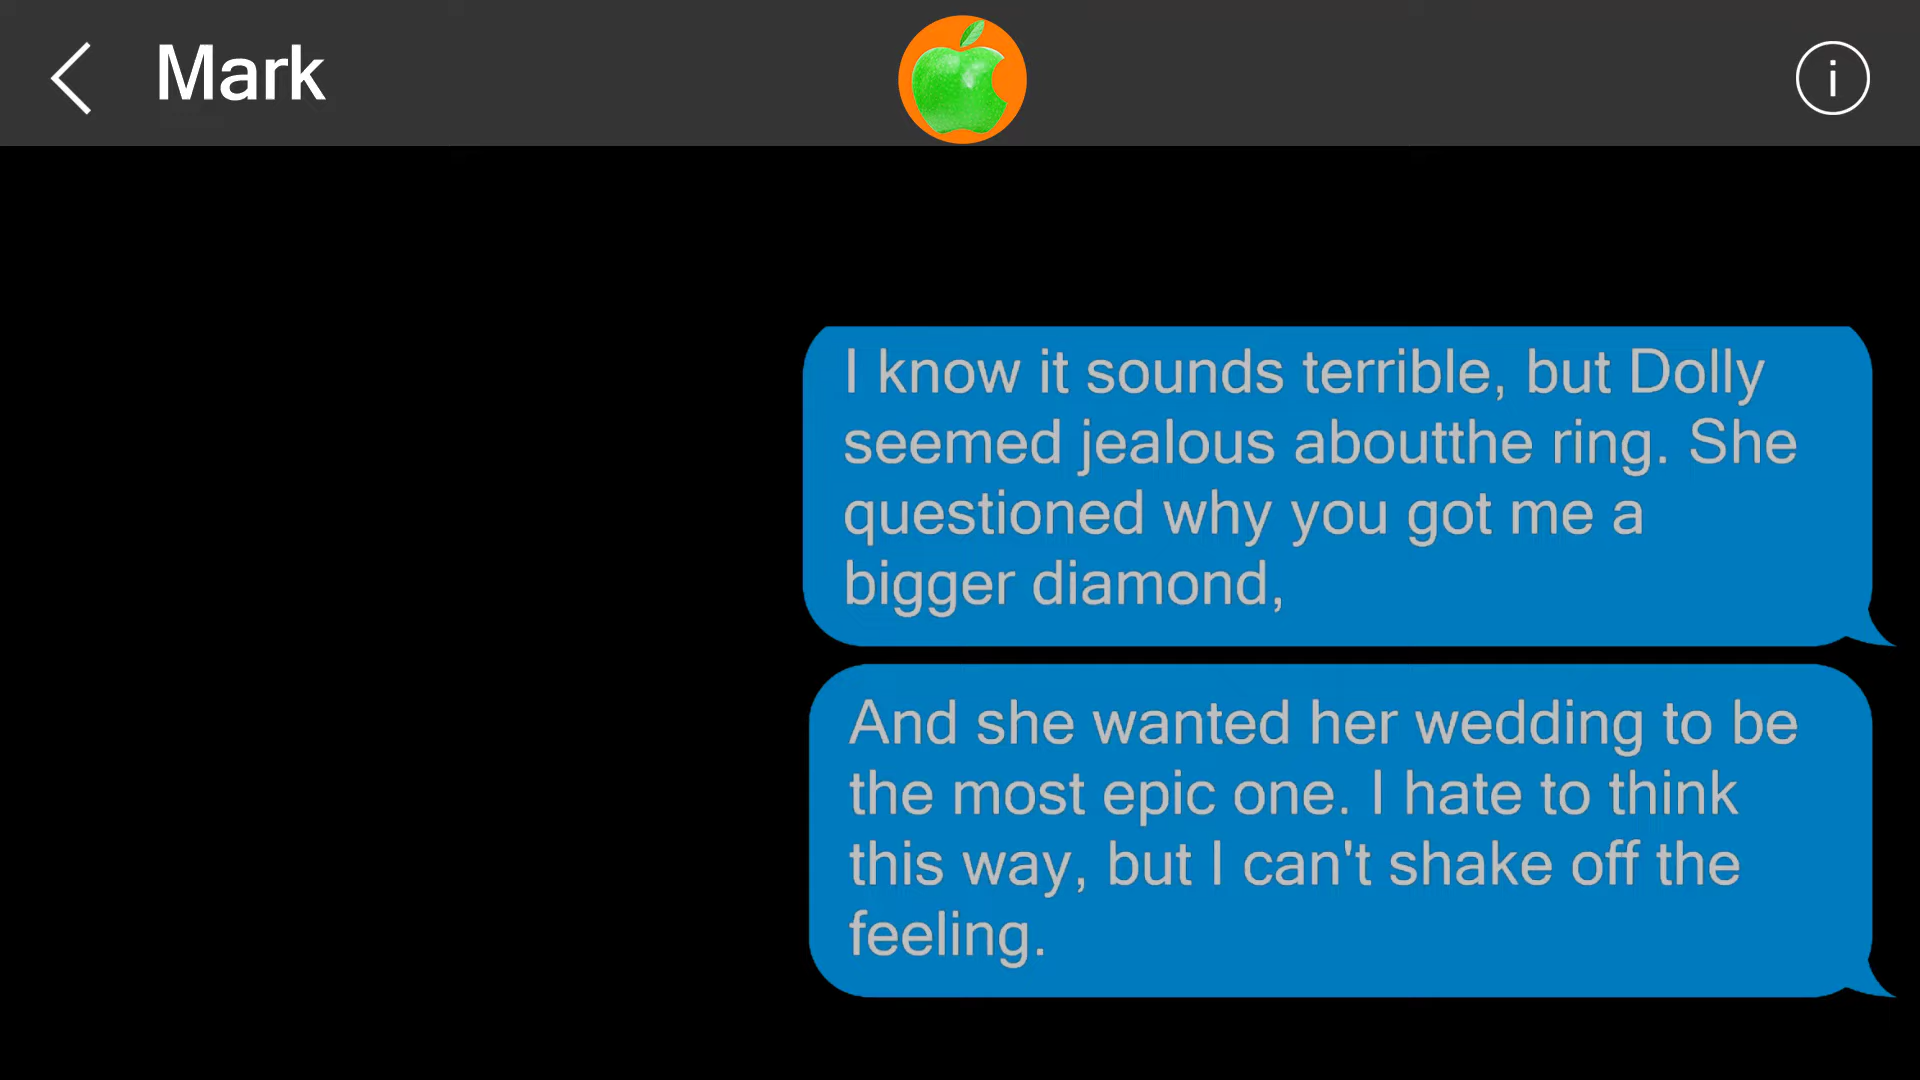 Mark
i
I know it sounds terrible, but Dolly
seemed jealous aboutthe ring. She
questioned why you got me a
bigger diamond,
And she wanted her wedding to be
the most epic one. I hate to think
this way, but I can't shake off the
feeling.